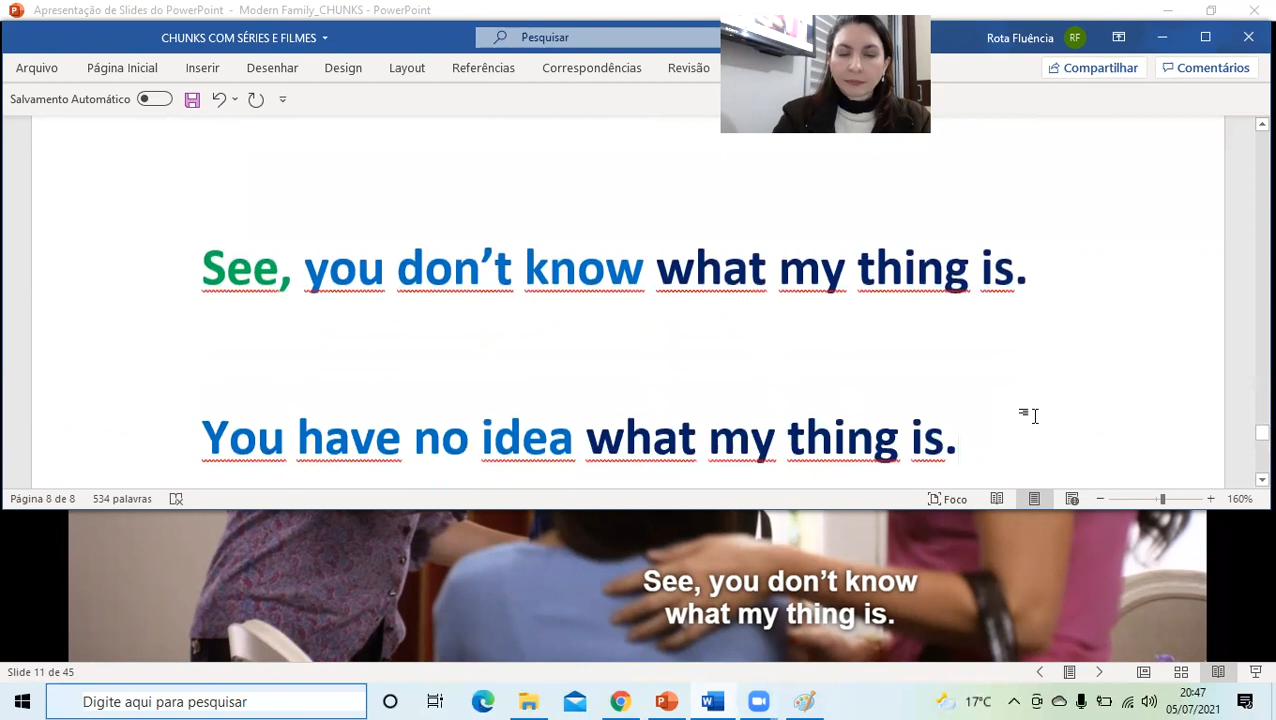 Apresentação de Slides do PowerPoint - Modern Family_CHUNKS - PowerPoint
CHUNKS COM SÉRIES E FILMES
Pesquisar
Rota Fluência
RF
Arquivo
Página Inicial
Inserir
Desenhar
Design
Layout
Referências
Correspondências
Revisão
Compartilhar
Comentários
Salvamento Automático
See, you don't know what my thing is.
You have no idea what my thing is.
Página 8 de 8
534 palavras
Foco
160%
See, you don't know
what my thing is.
Slide 11 de 45
Digite aqui para pesquisar
17°C
20:47
05/07/2021